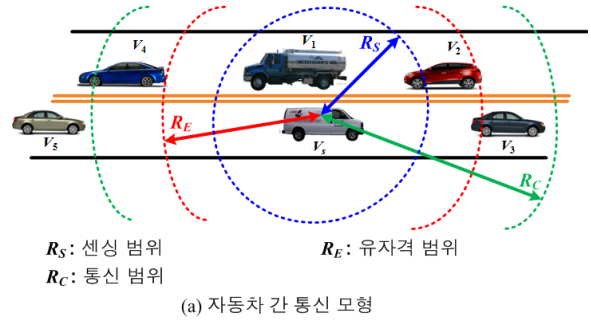 V4
V1
V2
RS
RE
V5
Vs
V3
RC
RS: 센싱 범위 RE: 유자격 범위
RC: 통신 범위
(a) 자동차 간 통신 모형